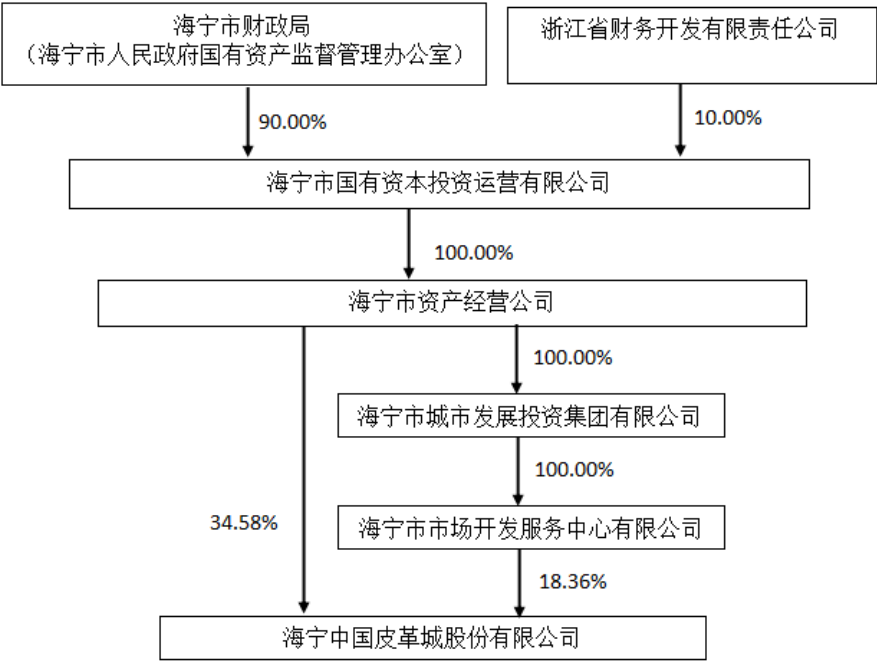 海宁市财政局
（海宁市人民政府国有资产监督管理办公室）
浙江省财务开发有限责任公司
90.00%
10.00%
海宁市国有资本投资运营有限公司
100.00%
海宁市资产经营公司
100.00%
海宁市城市发展投资集团有限公司
100.00%
34.58%
海宁市市场开发服务中心有限公司
18.36%
海宁中国皮革城股份有限公司